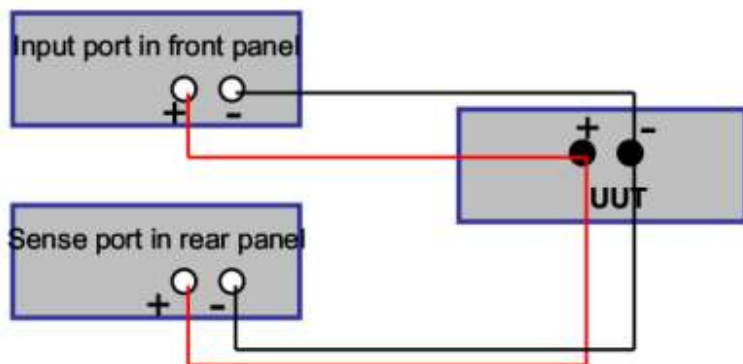 Input port in front panel
+ -
+ -
UUT
Sense port in rear panel
+ -